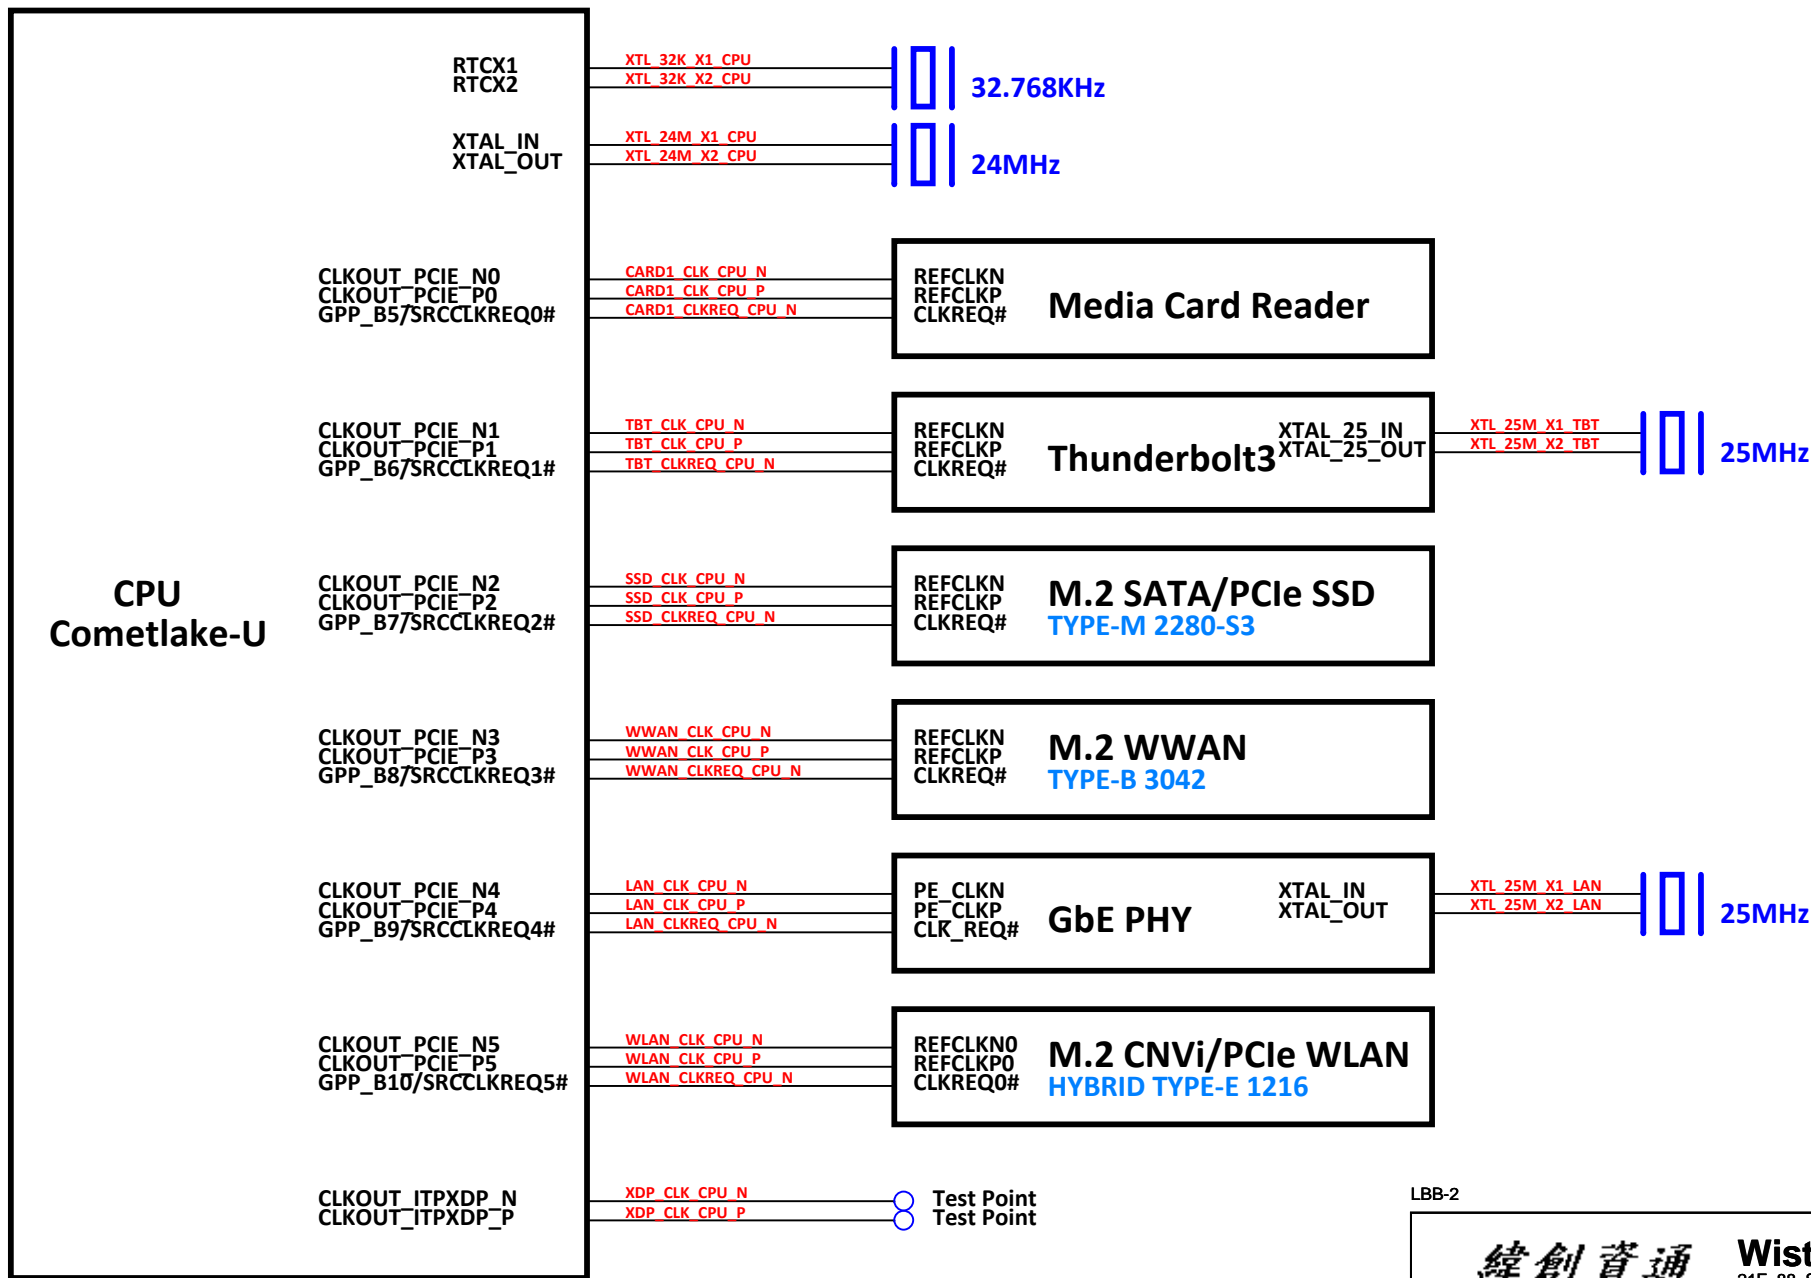 RTCX1 XTL_32K_X1_CPU
RTCX2 XTL_32K_X2_CPU
32.768KHz
XTAL_IN XTL_24M_X1_CPU
XTAL_OUT XTL_24M_X2_CPU
24MHz
CLKOUT_PCIE_N0 CARD1_CLK_CPU_N REFCLKN
CLKOUT_PCIE_P0 CARD1_CLK_CPU_P REFCLKP
GPP_B5/SRCCLKREQ0# CARD1_CLKREQ_CPU_N CLKREQ#
Media Card Reader
CLKOUT_PCIE_N1 TBT_CLK_CPU_N REFCLKN XTAL_25_IN XTL_25M_X1_TBT
CLKOUT_PCIE_P1 TBT_CLK_CPU_P REFCLKP XTAL_25_OUT XTL_25M_X2_TBT
GPP_B6/SRCCLKREQ1# TBT_CLKREQ_CPU_N CLKREQ#
Thunderbolt3
25MHz
CPU
Cometlake-U
CLKOUT_PCIE_N2 SSD_CLK_CPU_N REFCLKN
CLKOUT_PCIE_P2 SSD_CLK_CPU_P REFCLKP
GPP_B7/SRCCLKREQ2# SSD_CLKREQ_CPU_N CLKREQ#
M.2 SATA/PCIe SSD
TYPE-M 2280-S3
CLKOUT_PCIE_N3 WWAN_CLK_CPU_N REFCLKN
CLKOUT_PCIE_P3 WWAN_CLK_CPU_P REFCLKP
GPP_B8/SRCCLKREQ3# WWAN_CLKREQ_CPU_N CLKREQ#
M.2 WWAN
TYPE-B 3042
CLKOUT_PCIE_N4 LAN_CLK_CPU_N PE_CLKN XTAL_IN XTL_25M_X1_LAN
CLKOUT_PCIE_P4 LAN_CLK_CPU_P PE_CLKP XTAL_OUT XTL_25M_X2_LAN
GPP_B9/SRCCLKREQ4# LAN_CLKREQ_CPU_N CLK_REQ#
GbE PHY
25MHz
CLKOUT_PCIE_N5 WLAN_CLK_CPU_N REFCLKN0
CLKOUT_PCIE_P5 WLAN_CLK_CPU_P REFCLKP0
GPP_B10/SRCCLKREQ5# WLAN_CLKREQ_CPU_N CLKREQ0#
M.2 CNVi/PCIe WLAN
HYBRID TYPE-E 1216
CLKOUT_ITPXDP_N XDP_CLK_CPU_N Test Point
CLKOUT_ITPXDP_P XDP_CLK_CPU_P Test Point
LBB-2
緯創資通 Wist